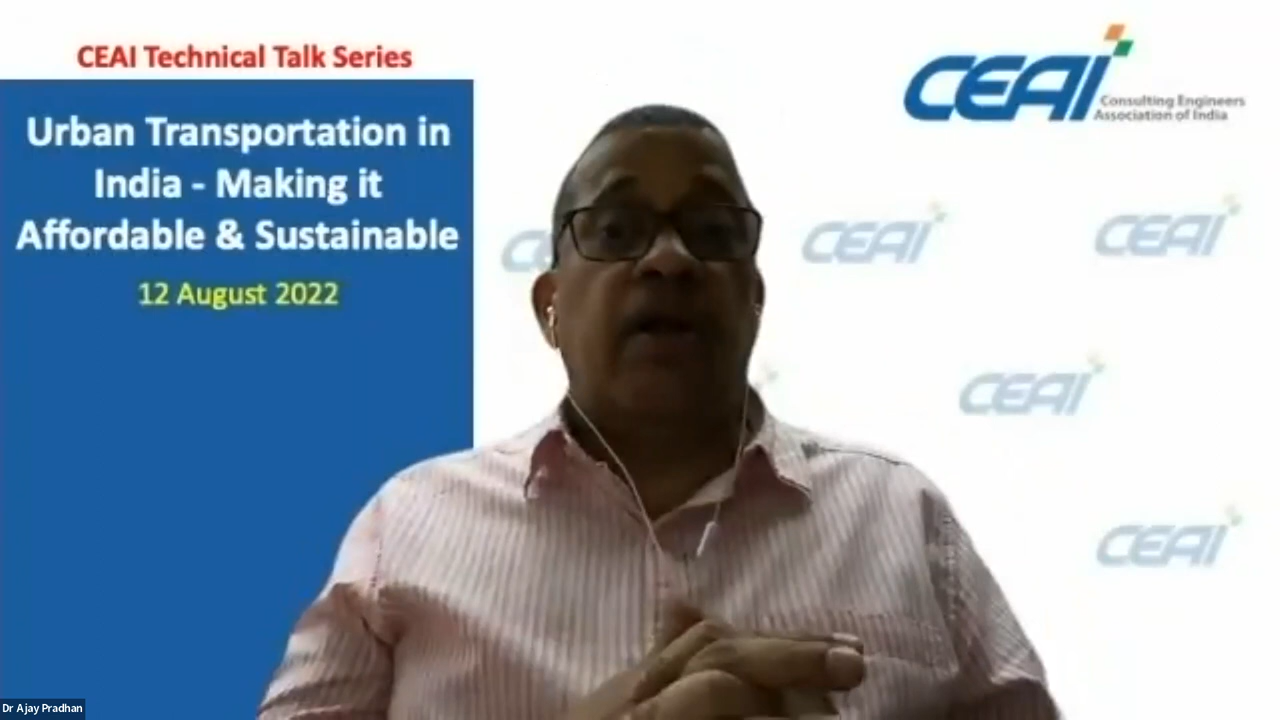 CEAI Technical Talk Series
Urban Transportation in
India - Making it
Affordable & Sustainable
12 August 2022
CEAI
Consulting Engineers
Association of India
CEAI
CEAI
CEAI
CEAI
CEAI
Dr Ajay Pradhan